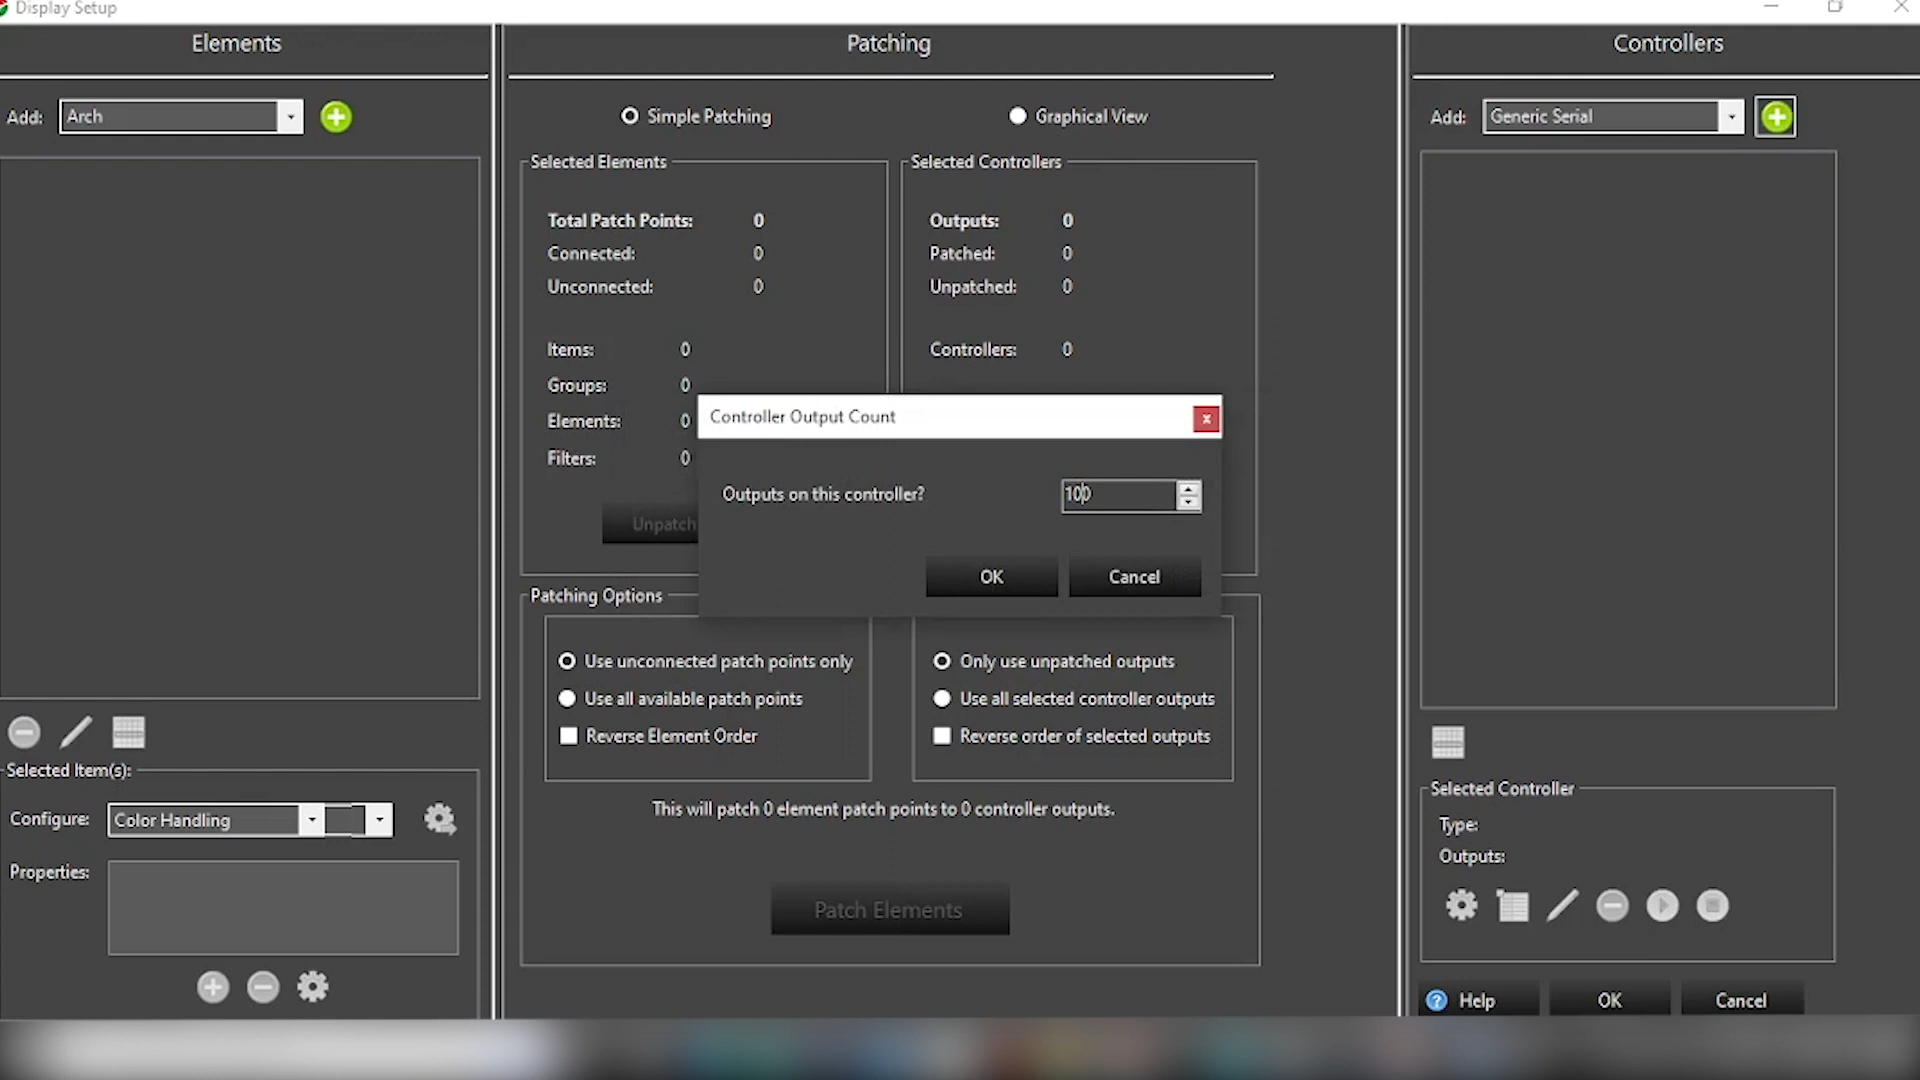 Display Setup
Elements
Patching
Controllers
Add:
Arch
Simple Patching
Graphical View
Add:
Generic Serial
Selected Elements
Selected Controllers
Total Patch Points: 0
Connected: 0
Unconnected: 0
Items: 0
Groups: 0
Elements: 0
Filters: 0
Unpatch
Outputs: 0
Patched: 0
Unpatched: 0
Controllers: 0
Controller Output Count
x
Outputs on this controller?
100
OK
Cancel
Patching Options
Use unconnected patch points only
Use all available patch points
Reverse Element Order
Only use unpatched outputs
Use all selected controller outputs
Reverse order of selected outputs
This will patch 0 element patch points to 0 controller outputs.
Patch Elements
Selected Item(s):
Configure:
Color Handling
Properties:
Selected Controller
Type:
Outputs:
? Help
OK
Cancel